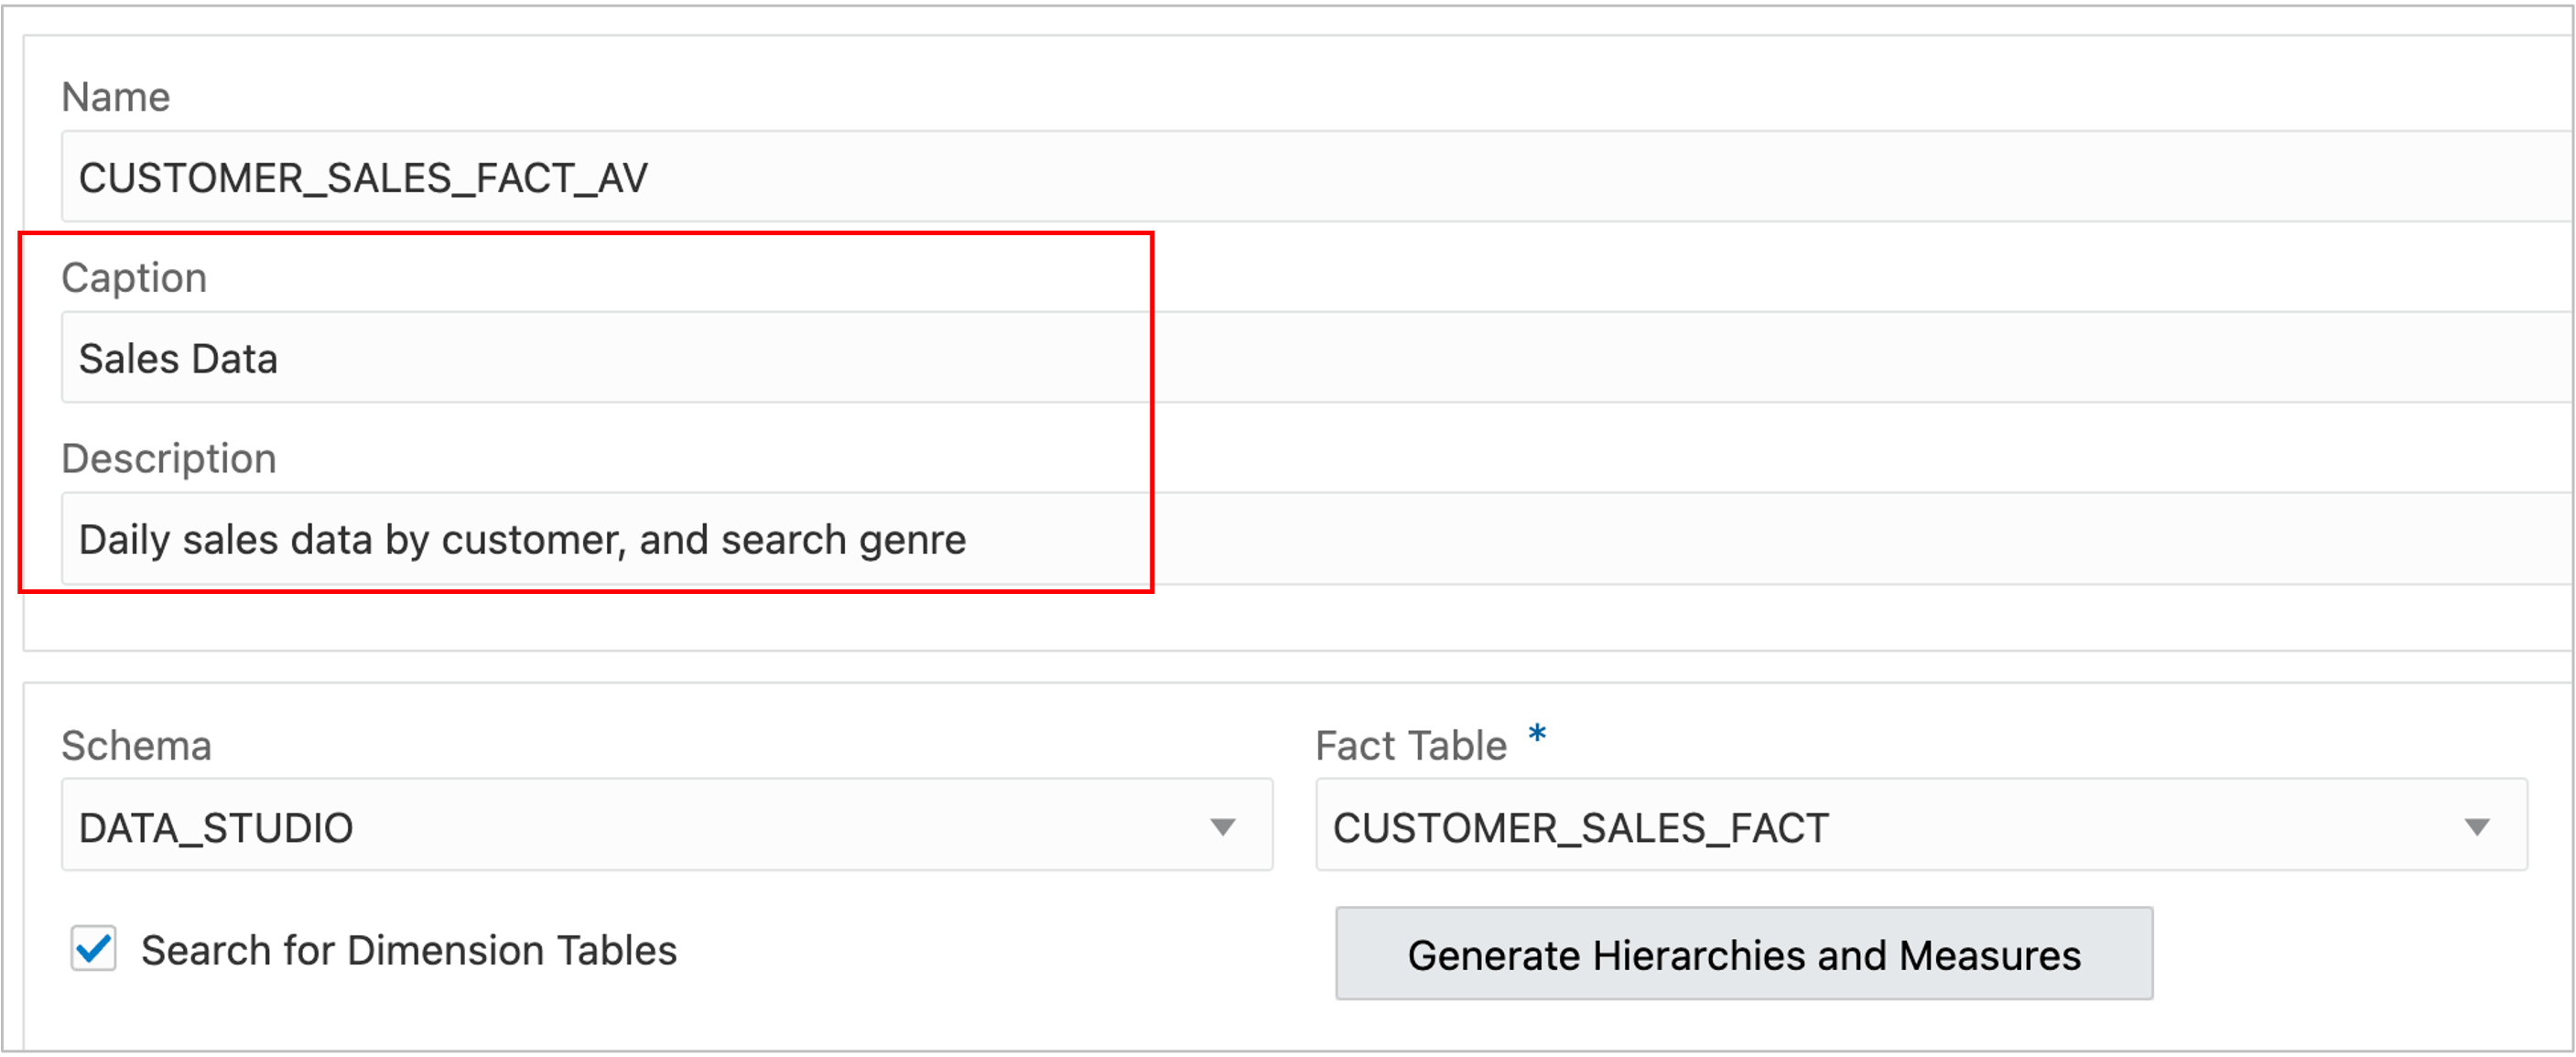 Name
CUSTOMER_SALES_FACT_AV
Caption
Sales Data
Description
Daily sales data by customer, and search genre
Schema
Fact Table *
DATA_STUDIO
CUSTOMER_SALES_FACT
Search for Dimension Tables
Generate Hierarchies and Measures